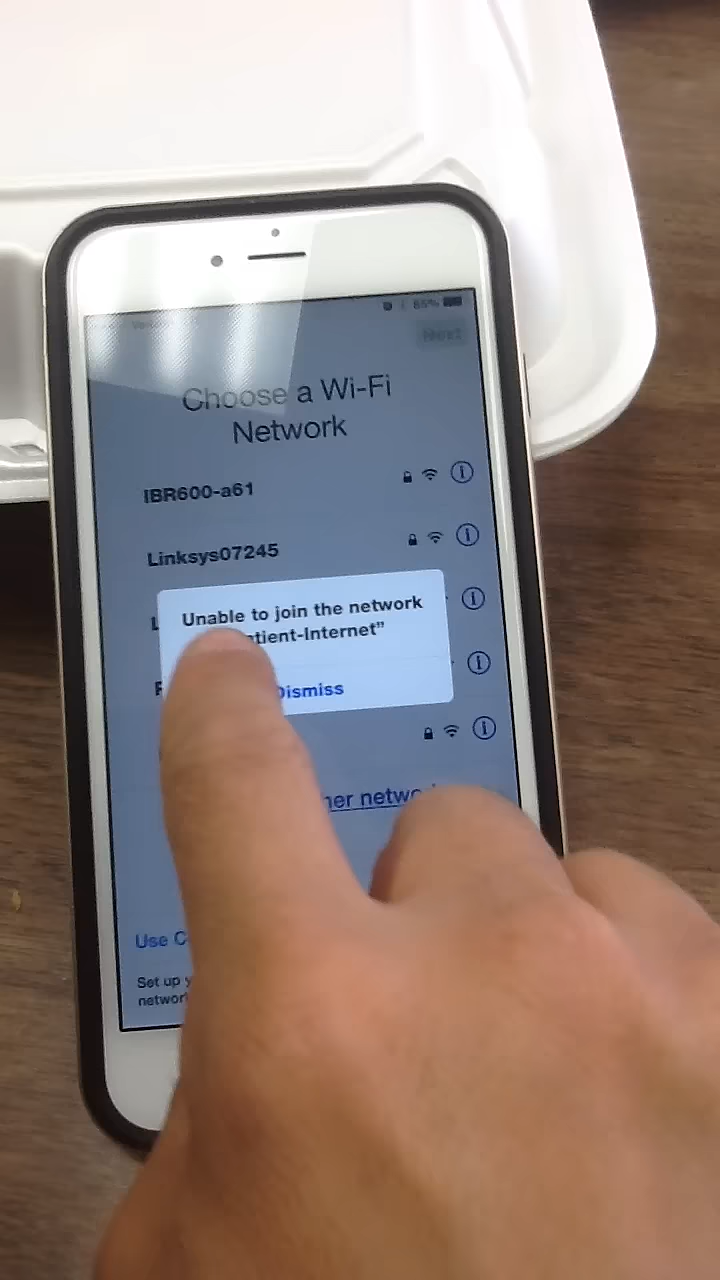 85%
Next
Choose a Wi-Fi
Network
IBR600-a61
Linksys07245
Unable to join the network
tient-Internet”
Dismiss
netwo
Use C
Set up y
networ